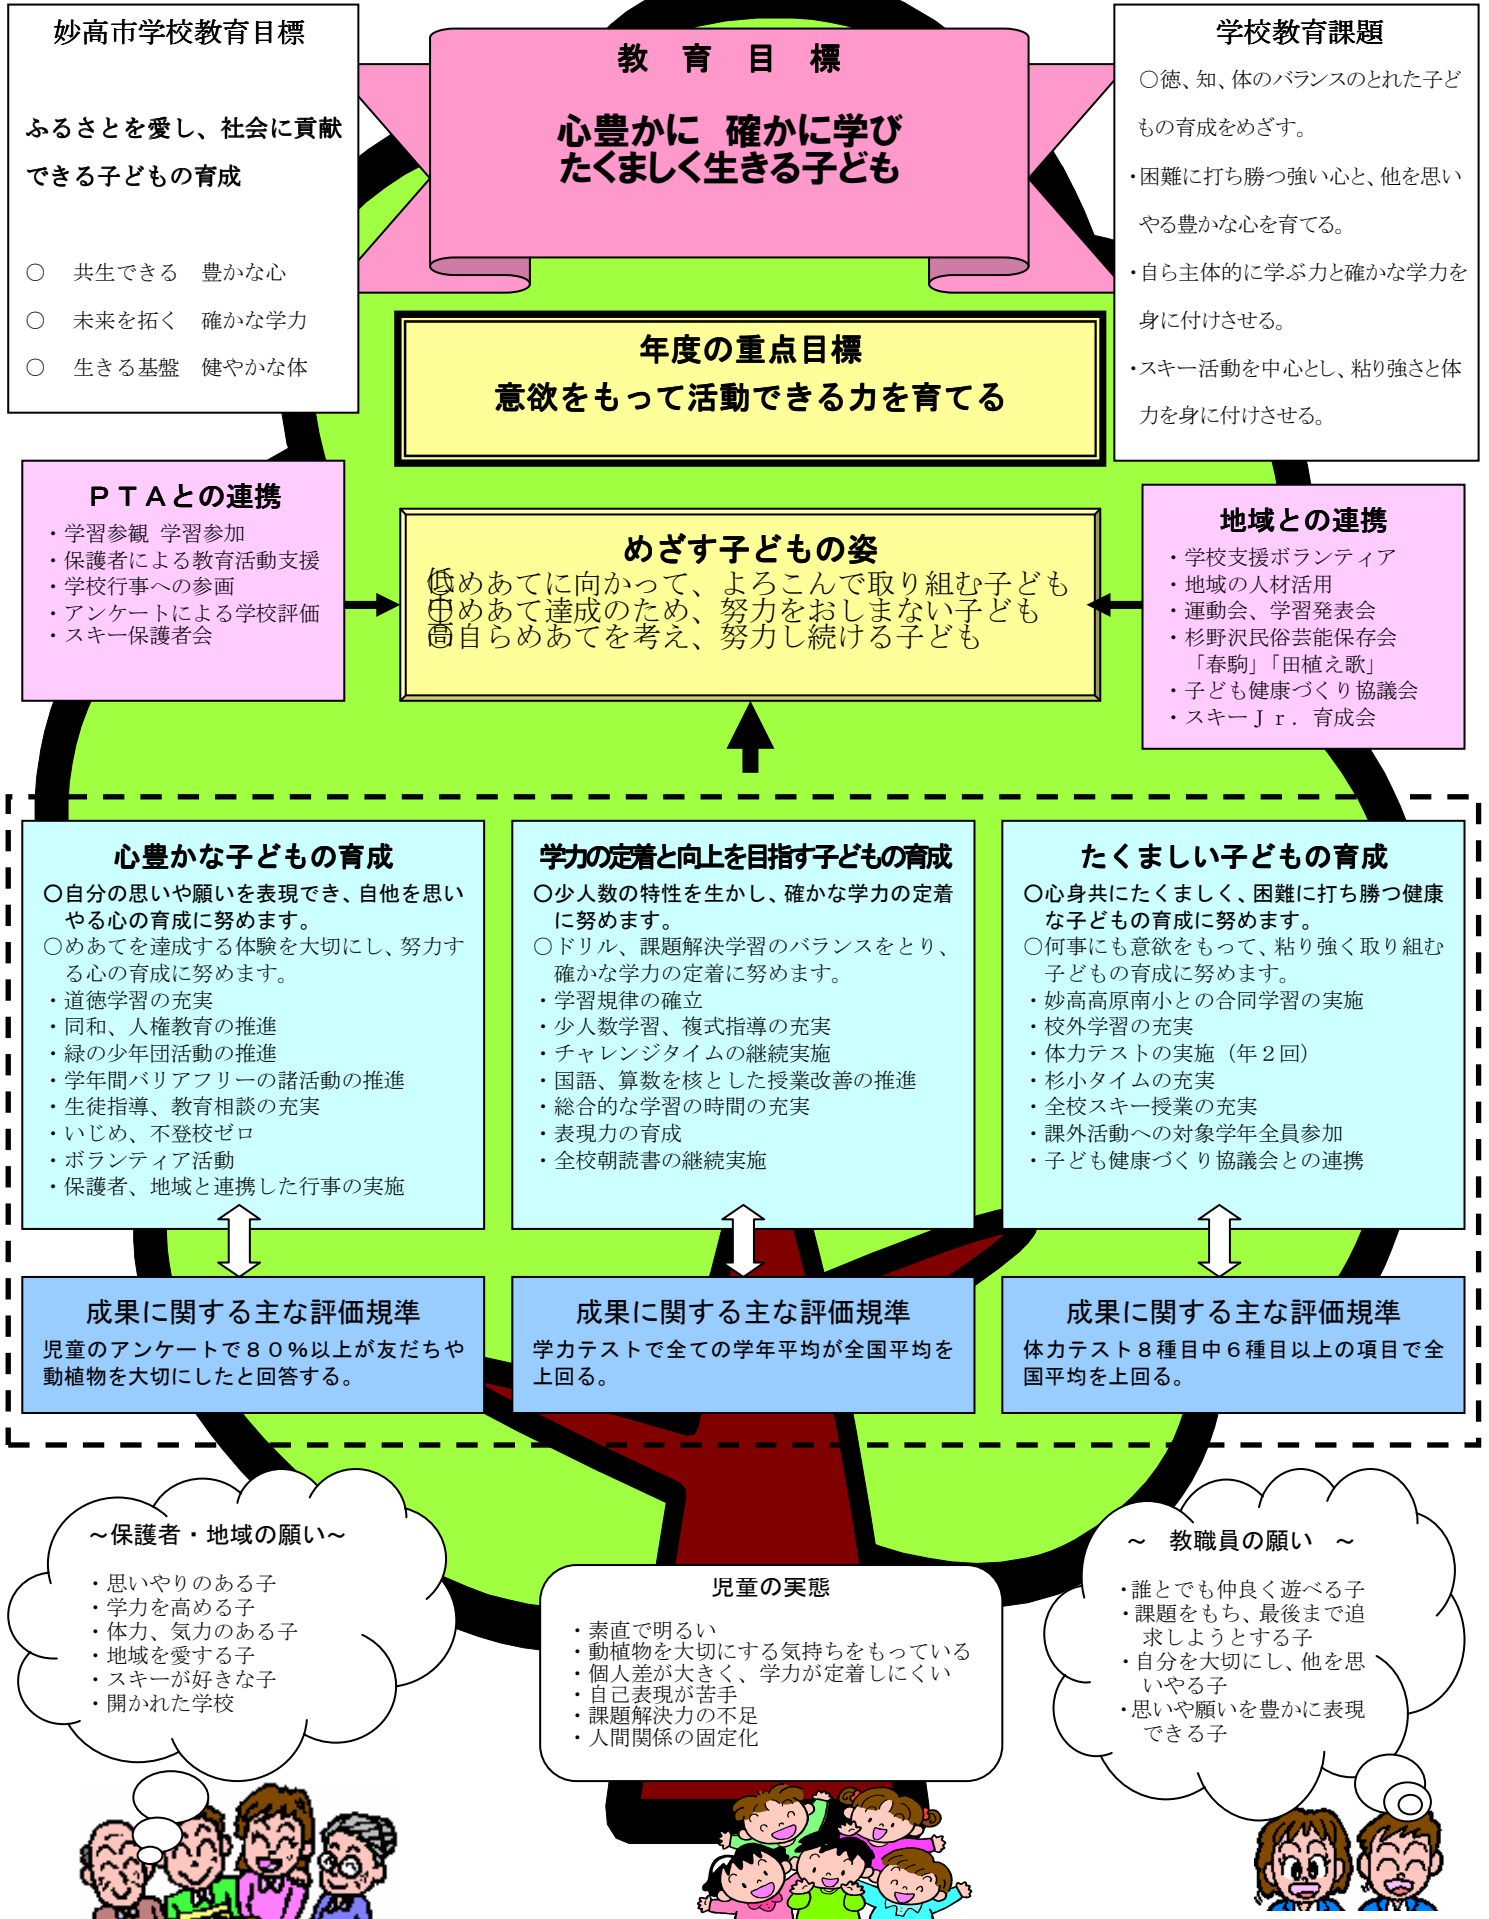 妙高市学校教育目標
ふるさとを愛し、社会に貢献
できる子どもの育成
○　共生できる　豊かな心
○　未来を拓く　確かな学力
○　生きる基盤　健やかな体
教　育　目　標
心豊かに　確かに学び
たくましく生きる子ども
学校教育課題
○徳、知、体のバランスのとれた子ど
もの育成をめざす。
・困難に打ち勝つ強い心と、他を思い
やる豊かな心を育てる。
・自ら主体的に学ぶ力と確かな学力を
身に付けさせる。
・スキー活動を中心とし、粘り強さと体
力を身に付けさせる。
年度の重点目標
意欲をもって活動できる力を育てる
ＰＴＡとの連携
・学習参観 学習参加
・保護者による教育活動支援
・学校行事への参画
・アンケートによる学校評価
・スキー保護者会
めざす子どもの姿
低めあてに向かって、よろこんで取り組む子ども
中めあて達成のため、努力をおしまない子ども
高自らめあてを考え、努力し続ける子ども
地域との連携
・学校支援ボランティア
・地域の人材活用
・運動会、学習発表会
・杉野沢民俗芸能保存会
「春駒」「田植え歌」
・子ども健康づくり協議会
・スキーＪｒ．育成会
心豊かな子どもの育成
○自分の思いや願いを表現でき、自他を思い
やる心の育成に努めます。
○めあてを達成する体験を大切にし、努力す
る心の育成に努めます。
・道徳学習の充実
・同和、人権教育の推進
・緑の少年団活動の推進
・学年間バリアフリーの諸活動の推進
・生徒指導、教育相談の充実
・いじめ、不登校ゼロ
・ボランティア活動
・保護者、地域と連携した行事の実施
学力の定着と向上を目指す子どもの育成
○少人数の特性を生かし、確かな学力の定着
に努めます。
○ドリル、課題解決学習のバランスをとり、
確かな学力の定着に努めます。
・学習規律の確立
・少人数学習、複式指導の充実
・チャレンジタイムの継続実施
・国語、算数を核とした授業改善の推進
・総合的な学習の時間の充実
・表現力の育成
・全校朝読書の継続実施
たくましい子どもの育成
○心身共にたくましく、困難に打ち勝つ健康
な子どもの育成に努めます。
○何事にも意欲をもって、粘り強く取り組む
子どもの育成に努めます。
・妙高高原南小との合同学習の実施
・校外学習の充実
・体力テストの実施（年２回）
・杉小タイムの充実
・全校スキー授業の充実
・課外活動への対象学年全員参加
・子ども健康づくり協議会との連携
成果に関する主な評価規準
児童のアンケートで８０％以上が友だちや
動植物を大切にしたと回答する。
成果に関する主な評価規準
学力テストで全ての学年平均が全国平均を
上回る。
成果に関する主な評価規準
体力テスト８種目中６種目以上の項目で全
国平均を上回る。
～保護者・地域の願い～
・思いやりのある子
・学力を高める子
・体力、気力のある子
・地域を愛する子
・スキーが好きな子
・開かれた学校
児童の実態
・素直で明るい
・動植物を大切にする気持ちをもっている
・個人差が大きく、学力が定着しにくい
・自己表現が苦手
・課題解決力の不足
・人間関係の固定化
～　教職員の願い　～
・誰とでも仲良く遊べる子
・課題をもち、最後まで追
求しようとする子
・自分を大切にし、他を思
いやる子
・思いや願いを豊かに表現
できる子